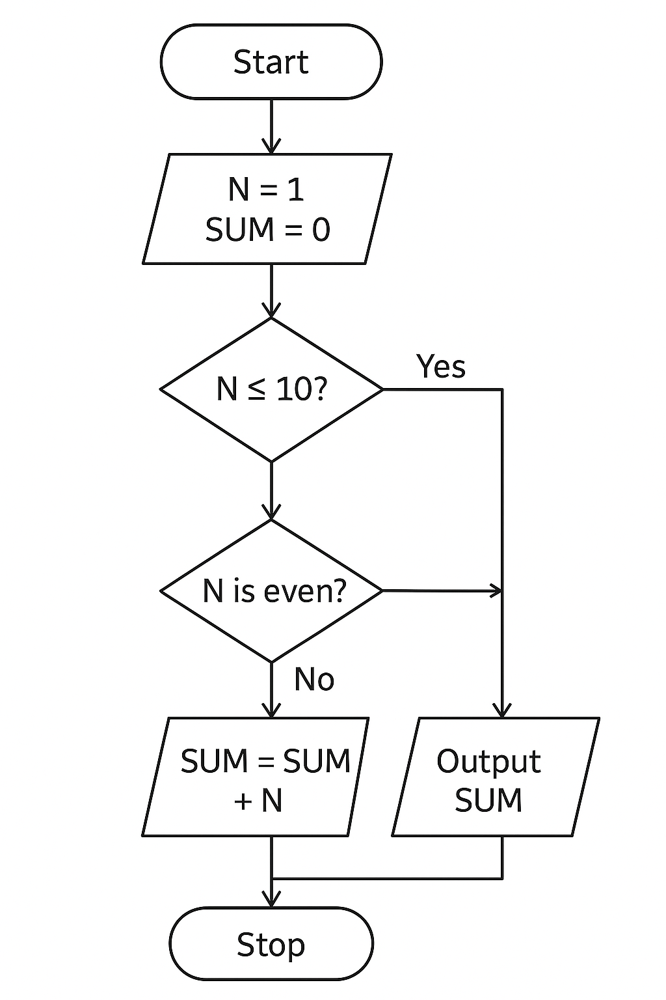 Start
N = 1
SUM = 0
N ≤ 10?
Yes
N is even?
No
SUM = SUM
+ N
Output
SUM
Stop